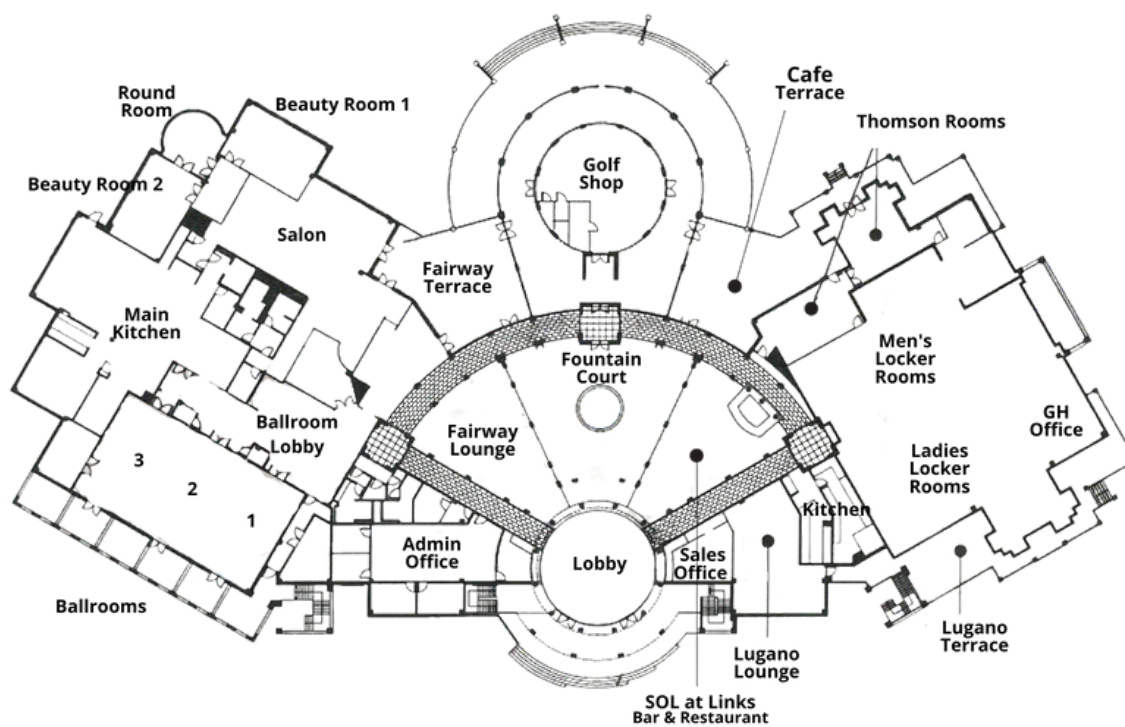 Cafe
Terrace
Round
Room
Beauty Room 1
Thomson Rooms
Golf
Shop
Beauty Room 2
Salon
Fairway
Terrace
Main
Kitchen
Men's
Locker
Rooms
Fountain
Court
Ballroom
Lobby
GH
Office
Fairway
Lounge
3
2
1
Ladies
Locker
Rooms
Kitchen
Admin
Office
Lobby
Sales
Office
Ballrooms
Lugano
Terrace
Lugano
Lounge
SOL at Links
Bar & Restaurant